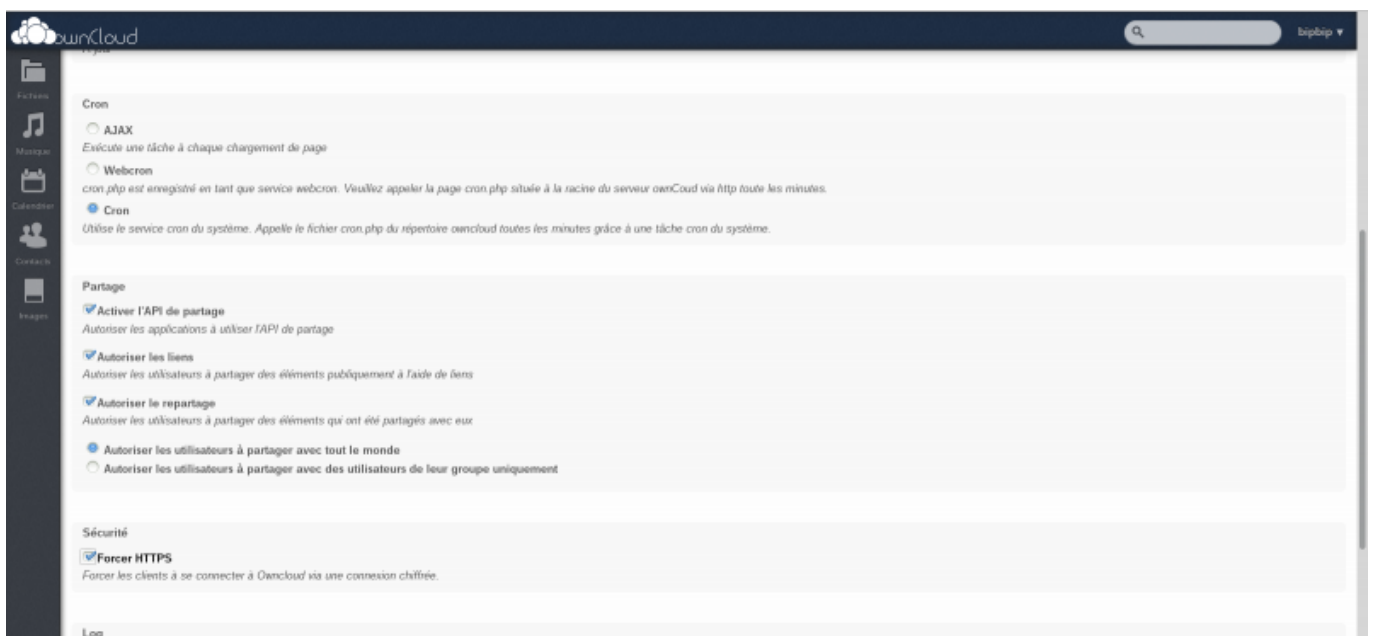 ownCloud
bipbip ▾
Fichiers
Musique
Calendrier
Contacts
Images
Cron
AJAX
Exécute une tâche à chaque chargement de page
Webcron
cron.php est enregistré en tant que service webcron. Veuillez appeler la page cron.php située à la racine du serveur ownCoud via http toute les minutes.
Cron
Utilise le service cron du système. Appelle le fichier cron.php du répertoire owncloud toutes les minutes grâce à une tâche cron du système.
Partage
Activer l'API de partage
Autoriser les applications à utiliser l'API de partage
Autoriser les liens
Autoriser les utilisateurs à partager des éléments publiquement à l'aide de liens
Autoriser le repartage
Autoriser les utilisateurs à partager des éléments qui ont été partagés avec eux
Autoriser les utilisateurs à partager avec tout le monde
Autoriser les utilisateurs à partager avec des utilisateurs de leur groupe uniquement
Sécurité
Forcer HTTPS
Forcer les clients à se connecter à Owncloud via une connexion chiffrée.
Log